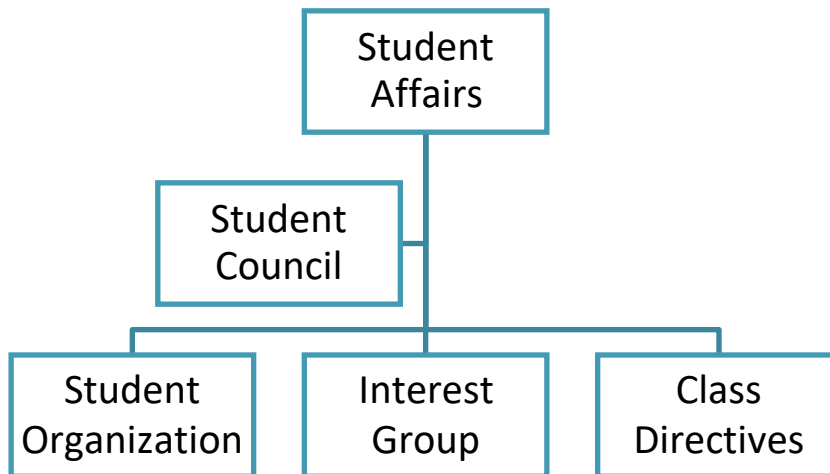 Student
Affairs
Student
Council
Student
Organization
Interest
Group
Class
Directives